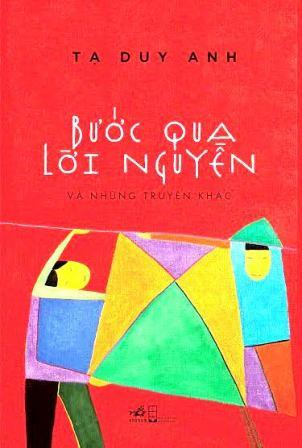 TẠ DUY ANH
BƯỚC QUA
LỜI NGUYỀN
VÀ NHỮNG TRUYỆN KHÁC